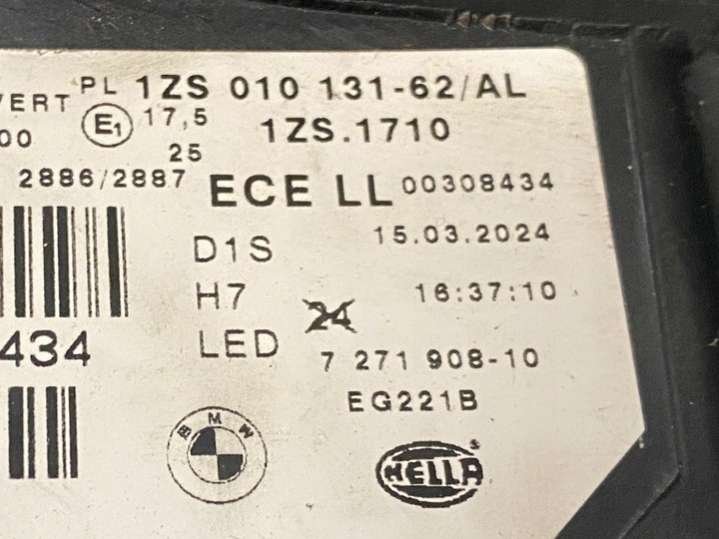 VERT PL 1ZS 010 131-62/AL
00 E1 17,5 1ZS.1710
25
2886/2887 ECE LL 00308434
D1S 15.03.2024
H7 24 16:37:10
434 LED 7 271 908-10
EG221B
BMW
HELLA